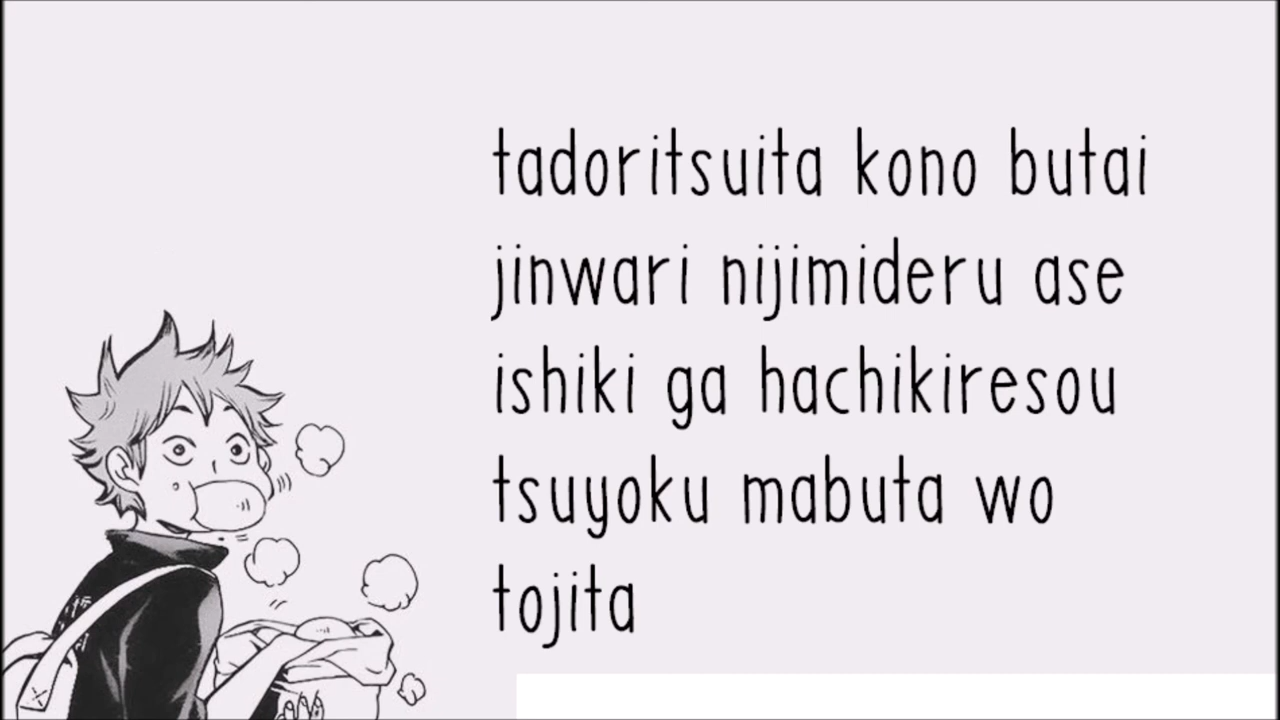 tadoritsuita kono butai
jinwari nijimideru ase
ishiki ga hachikiresou
tsuyoku mabuta wo
tojita